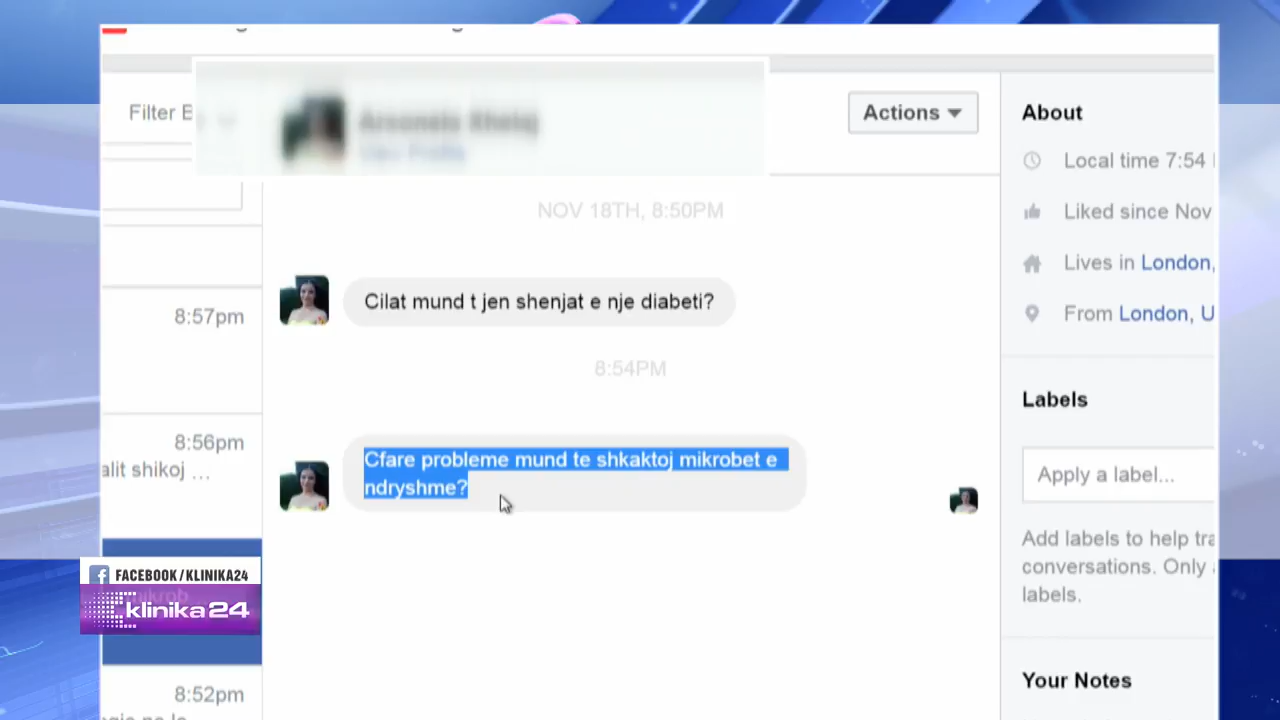 Filter
Actions
About
Local time 7:54
Liked since Nov
Lives in London,
From London, U
NOV 18TH, 8:50PM
Cilat mund t jen shenjat e nje diabeti?
8:57pm
8:54PM
8:56pm
alit shikoj ...
Cfare probleme mund te shkaktoj mikrobet e
ndryshme?
Labels
Apply a label...
Add labels to help tra
conversations. Only
labels.
FACEBOOK/KLINIKA24
klinika 24
8:52pm
Your Notes